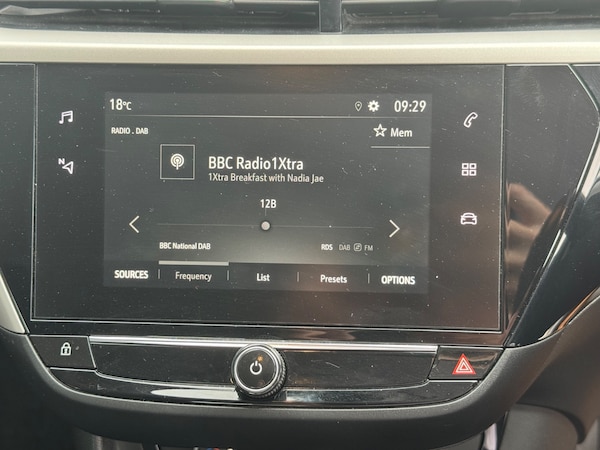 18°C 09:29
RADIO . DAB
Mem
BBC Radio1Xtra
1Xtra Breakfast with Nadia Jae
12B
BBC National DAB RDS DAB FM
SOURCES Frequency List Presets OPTIONS
N